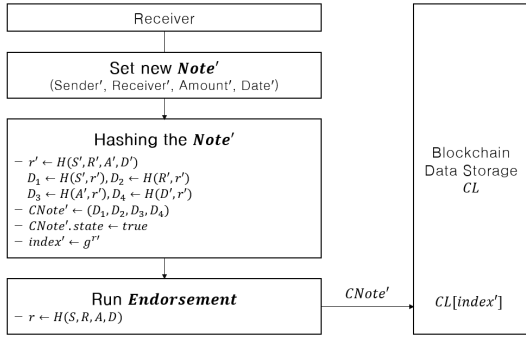 Receiver
Set new Note′
(Sender′, Receiver′, Amount′, Date′)
Hashing the Note′
− r′ ← H(S′, R′, A′, D′)
D₁ ← H(S′, r′), D₂ ← H(R′, r′)
D₃ ← H(A′, r′), D₄ ← H(D′, r′)
− CNote′ ← (D₁, D₂, D₃, D₄)
− CNote′.state ← true
− index′ ← g^r′
Run Endorsement
− r ← H(S, R, A, D)
CNote′
Blockchain
Data Storage
CL
CL[index′]